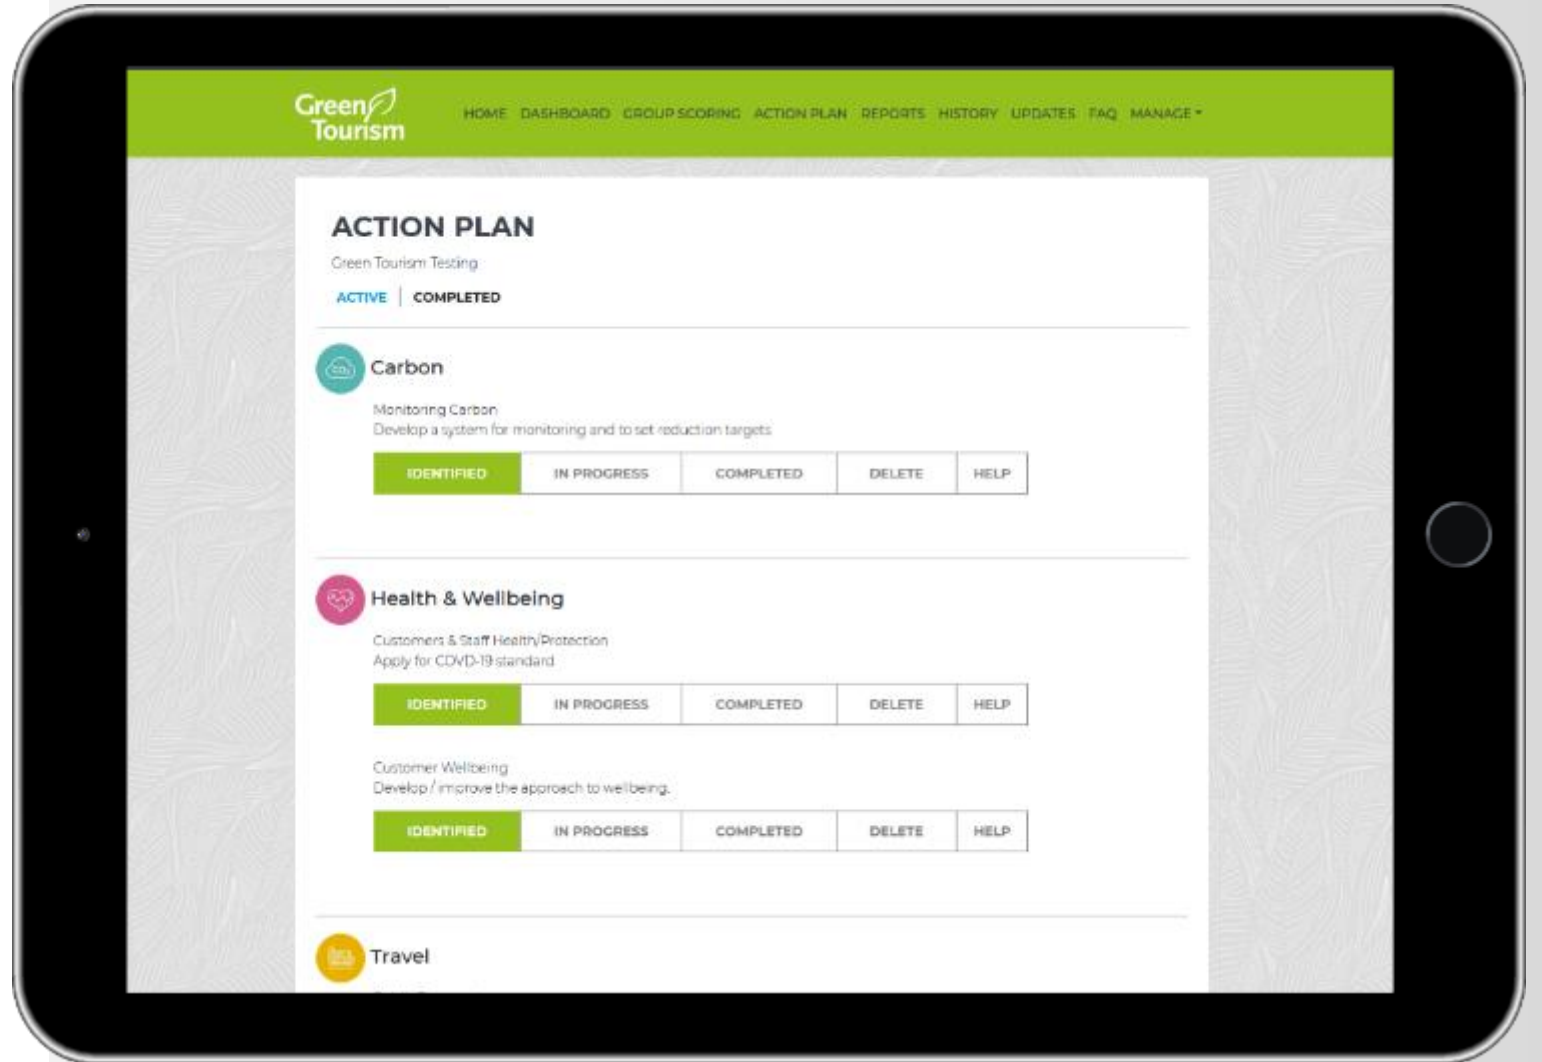 Green
Tourism
HOME DASHBOARD GROUP SCORING ACTION PLAN REPORTS HISTORY UPDATES FAQ MANAGE
ACTION PLAN
Green Tourism Testing
ACTIVE | COMPLETED
Carbon
Monitoring Carbon
Develop a system for monitoring and to set reduction targets
IDENTIFIED IN PROGRESS COMPLETED DELETE HELP
Health & Wellbeing
Customers & Staff Health/Protection
Apply for COVD-19 standard
IDENTIFIED IN PROGRESS COMPLETED DELETE HELP
Customer Wellbeing
Develop / improve the approach to wellbeing.
IDENTIFIED IN PROGRESS COMPLETED DELETE HELP
Travel